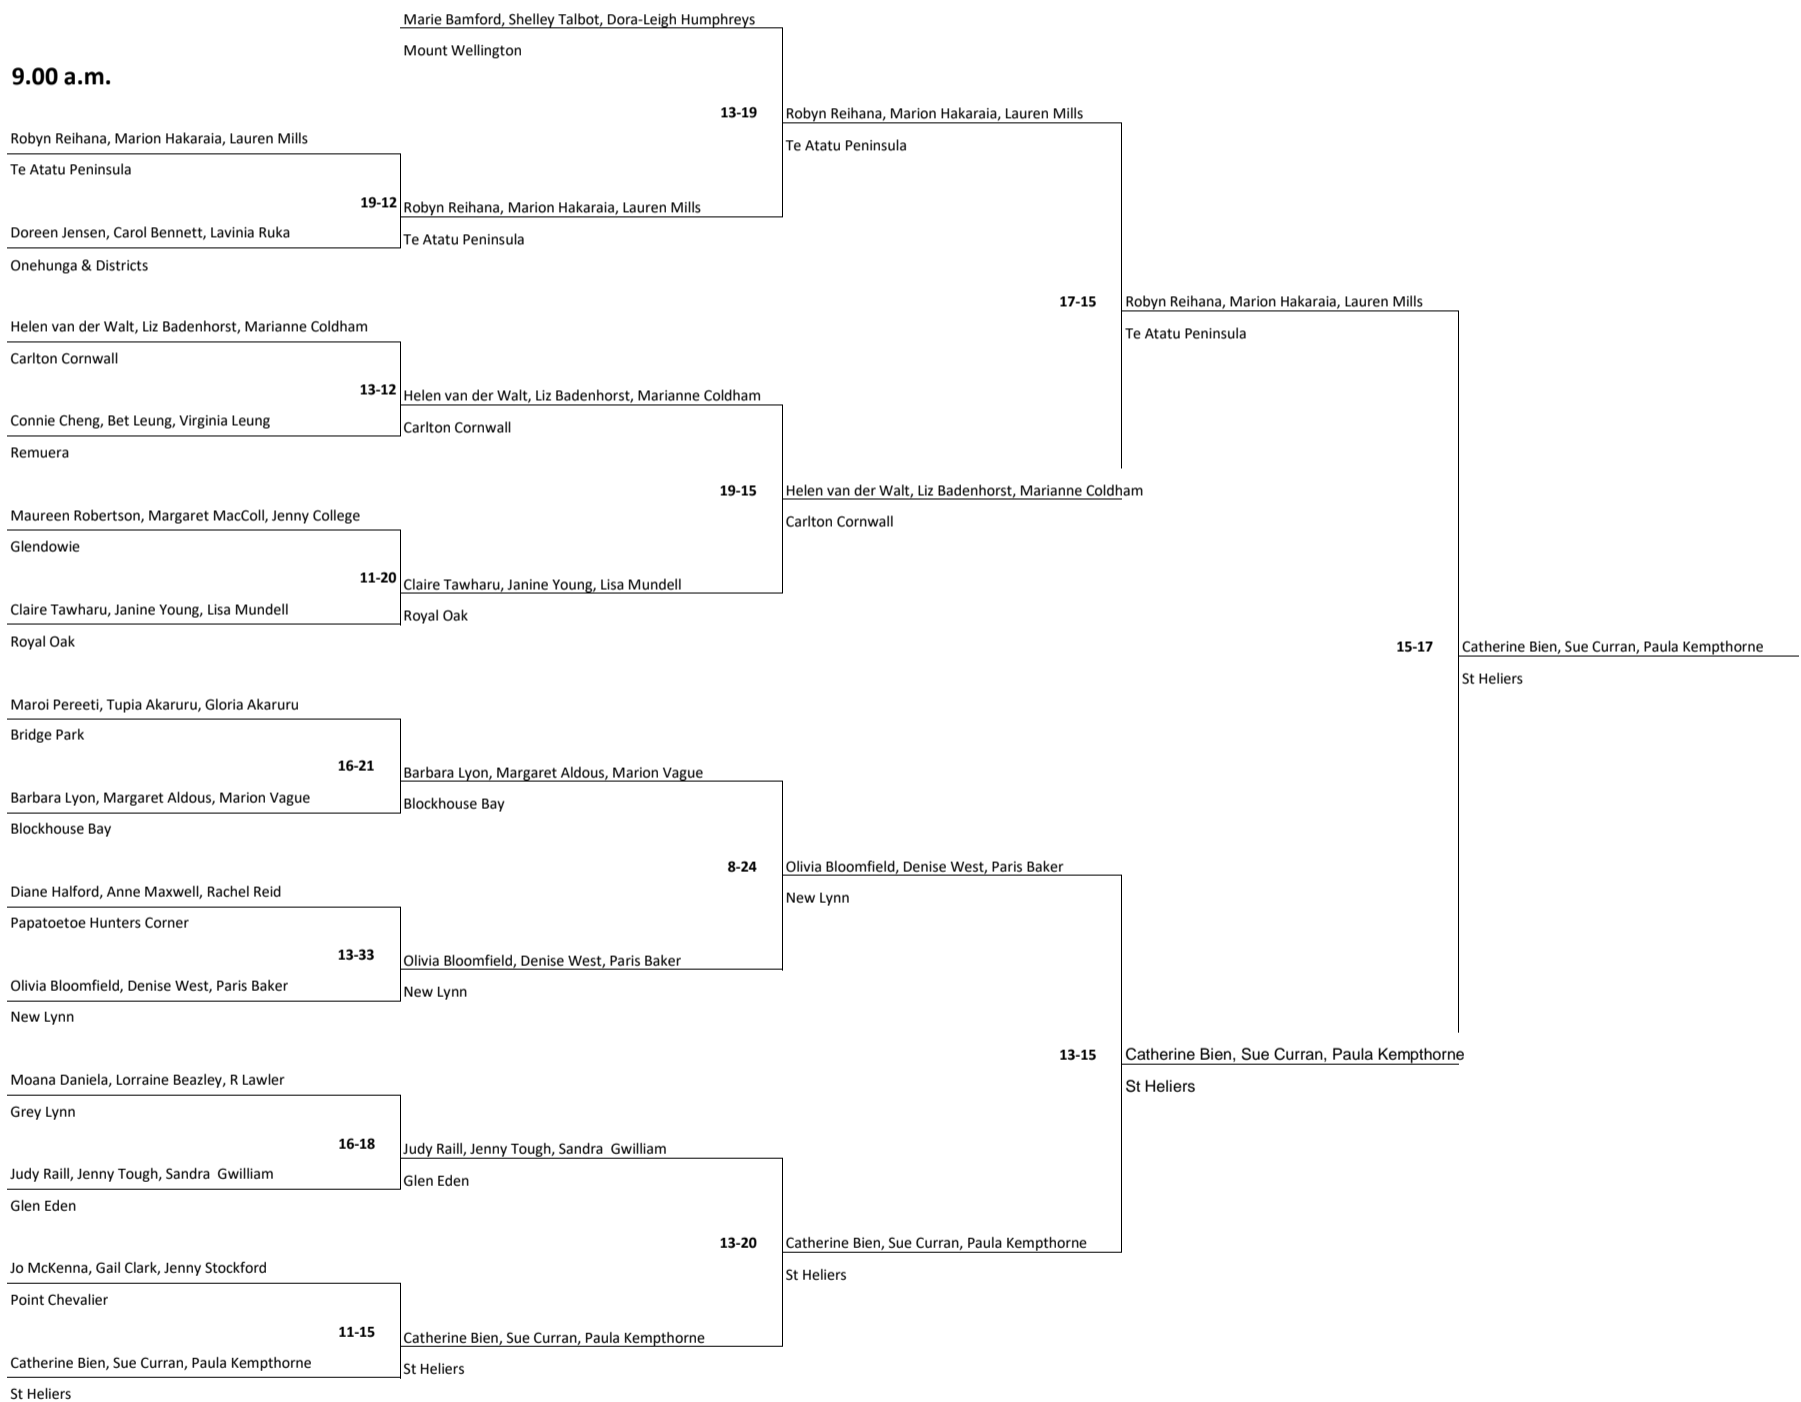 Marie Bamford, Shelley Talbot, Dora-Leigh Humphreys
Mount Wellington
9.00 a.m.
13-19
Robyn Reihana, Marion Hakaraia, Lauren Mills
Te Atatu Peninsula
Robyn Reihana, Marion Hakaraia, Lauren Mills
Te Atatu Peninsula
19-12
Robyn Reihana, Marion Hakaraia, Lauren Mills
Te Atatu Peninsula
Doreen Jensen, Carol Bennett, Lavinia Ruka
Onehunga & Districts
17-15
Robyn Reihana, Marion Hakaraia, Lauren Mills
Te Atatu Peninsula
Helen van der Walt, Liz Badenhorst, Marianne Coldham
Carlton Cornwall
13-12
Helen van der Walt, Liz Badenhorst, Marianne Coldham
Carlton Cornwall
Connie Cheng, Bet Leung, Virginia Leung
Remuera
19-15
Helen van der Walt, Liz Badenhorst, Marianne Coldham
Carlton Cornwall
Maureen Robertson, Margaret MacColl, Jenny College
Glendowie
11-20
Claire Tawharu, Janine Young, Lisa Mundell
Royal Oak
Claire Tawharu, Janine Young, Lisa Mundell
Royal Oak
15-17
Catherine Bien, Sue Curran, Paula Kempthorne
St Heliers
Maroi Pereeti, Tupia Akaruru, Gloria Akaruru
Bridge Park
16-21
Barbara Lyon, Margaret Aldous, Marion Vague
Blockhouse Bay
Barbara Lyon, Margaret Aldous, Marion Vague
Blockhouse Bay
8-24
Olivia Bloomfield, Denise West, Paris Baker
New Lynn
Diane Halford, Anne Maxwell, Rachel Reid
Papatoetoe Hunters Corner
13-33
Olivia Bloomfield, Denise West, Paris Baker
New Lynn
Olivia Bloomfield, Denise West, Paris Baker
New Lynn
13-15
Catherine Bien, Sue Curran, Paula Kempthorne
St Heliers
Moana Daniela, Lorraine Beazley, R Lawler
Grey Lynn
16-18
Judy Raill, Jenny Tough, Sandra  Gwilliam
Glen Eden
Judy Raill, Jenny Tough, Sandra  Gwilliam
Glen Eden
13-20
Catherine Bien, Sue Curran, Paula Kempthorne
St Heliers
Jo McKenna, Gail Clark, Jenny Stockford
Point Chevalier
11-15
Catherine Bien, Sue Curran, Paula Kempthorne
St Heliers
Catherine Bien, Sue Curran, Paula Kempthorne
St Heliers